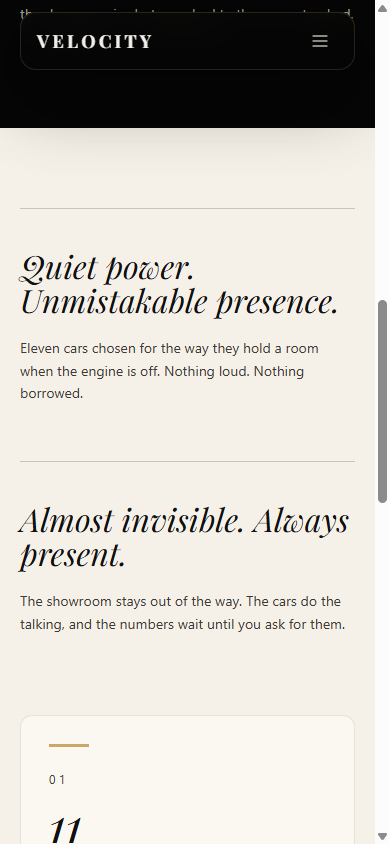 VELOCITY
Quiet power.
Unmistakable presence.
Eleven cars chosen for the way they hold a room
when the engine is off. Nothing loud. Nothing
borrowed.
Almost invisible. Always
present.
The showroom stays out of the way. The cars do the
talking, and the numbers wait until you ask for them.
01
11